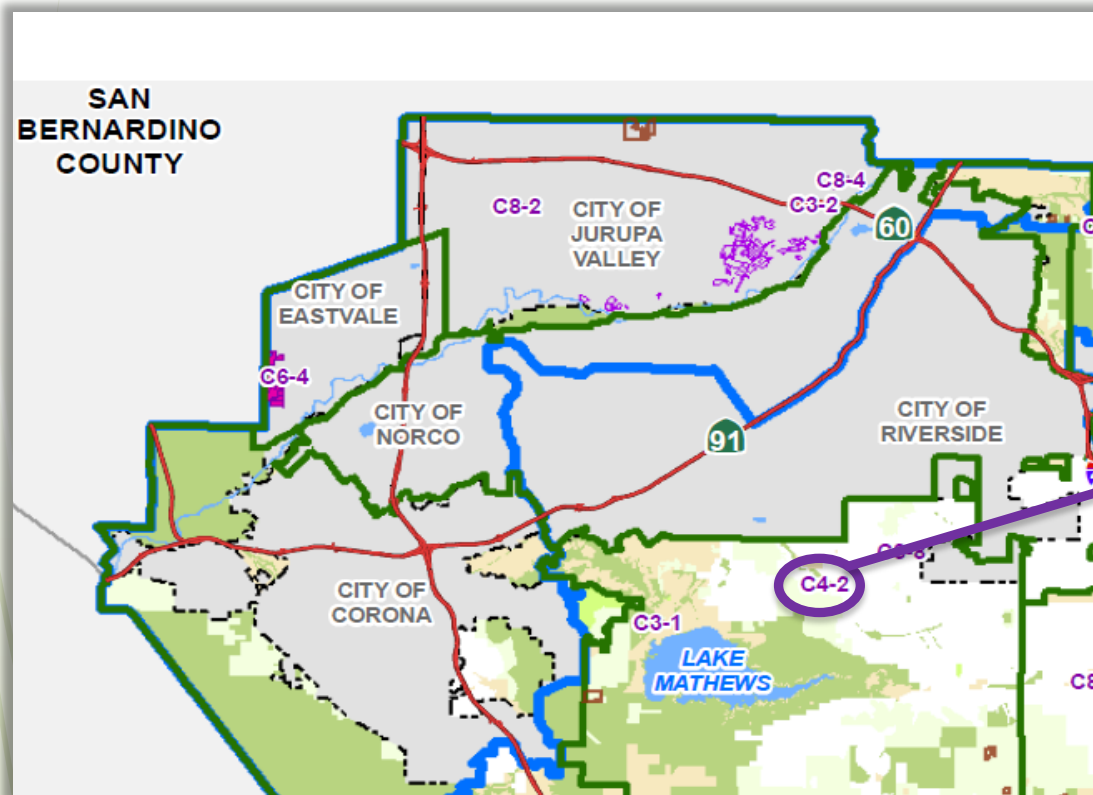 SAN
BERNARDINO
COUNTY
C8-4
C8-2
CITY OF
JURUPA
VALLEY
C3-2
60
CITY OF
EASTVALE
C6-4
CITY OF
NORCO
CITY OF
RIVERSIDE
91
C4-2
CITY OF
CORONA
C3-1
LAKE
MATHEWS
C8